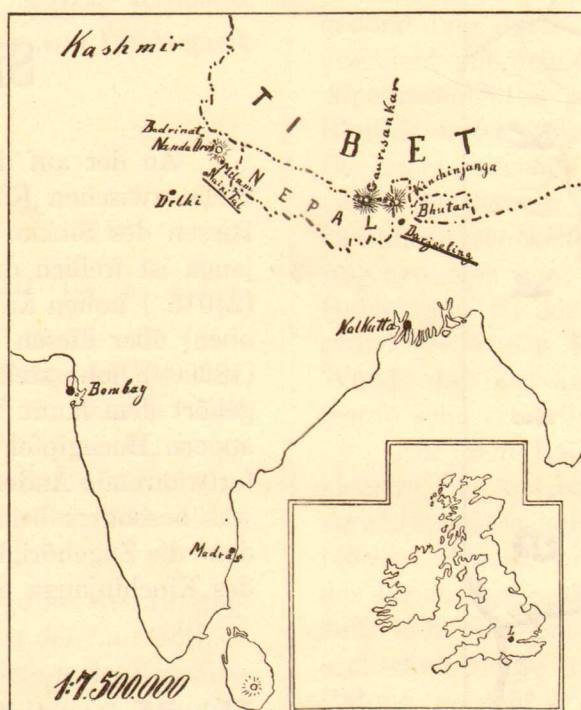 Kashmir
TIBET
Gaurisankar
Badrinat
Nanda Devi
Milam
Naini Tal
NEPAL
Kinchinjanga
Bhutan
Delhi
Darjeeling
Kalkutta
Bombay
Madras
L
1:7.500.000